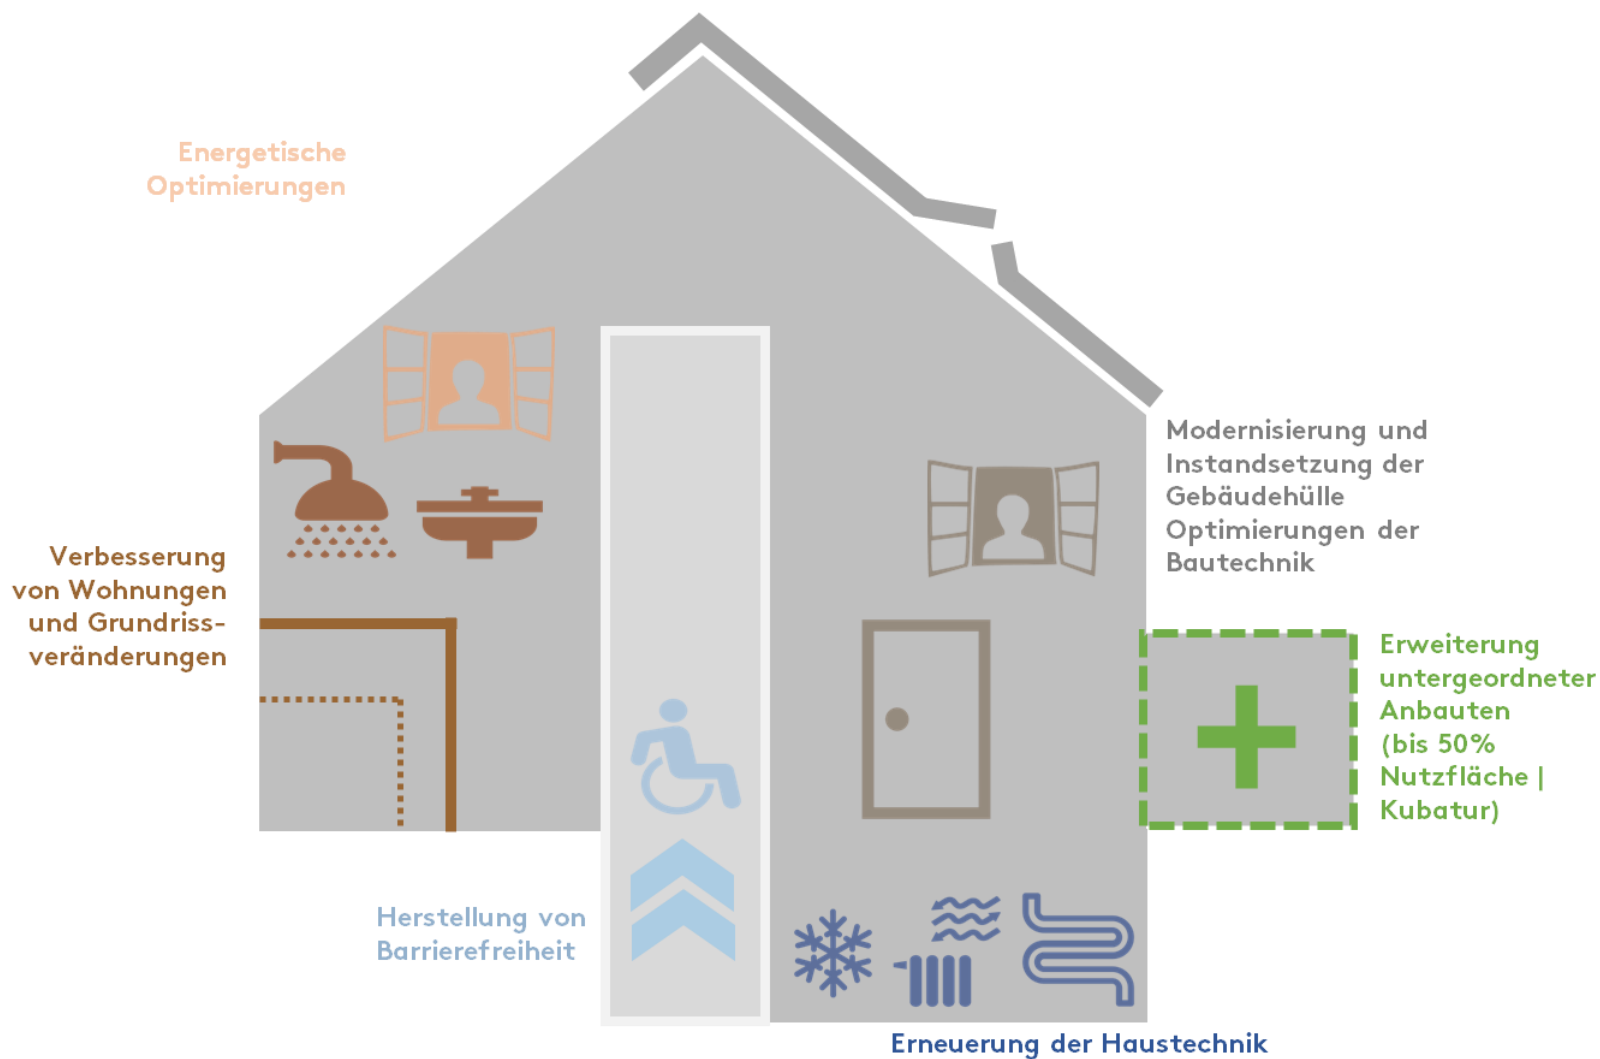 Energetische
Optimierungen
Modernisierung und
Instandsetzung der
Gebäudehülle
Optimierungen der
Bautechnik
Verbesserung
von Wohnungen
und Grundriss-
veränderungen
Erweiterung
untergeordneter
Anbauten
(bis 50%
Nutzfläche |
Kubatur)
Herstellung von
Barrierefreiheit
Erneuerung der Haustechnik